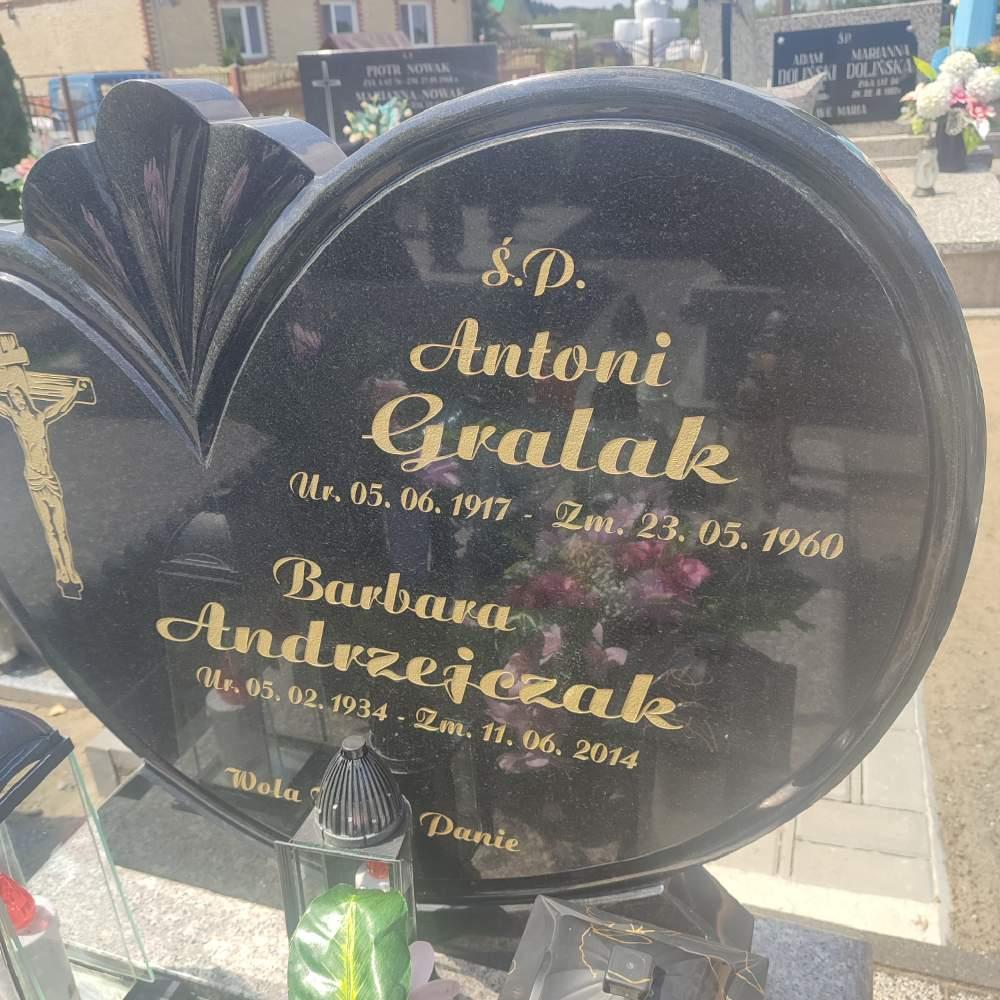 PIOTR NOWAK
MARIANNA NOWAK
Ś.P.
ADAM
DOLIŃSKI
MARIANNA
DOLIŃSKA
MARIA
ś.p.
Antoni
Gralak
Ur. 05. 06. 1917 - Zm. 23. 05. 1960
Barbara
Andrzejczak
Ur. 05. 02. 1934 - Zm. 11. 06. 2014
Wola
Panie